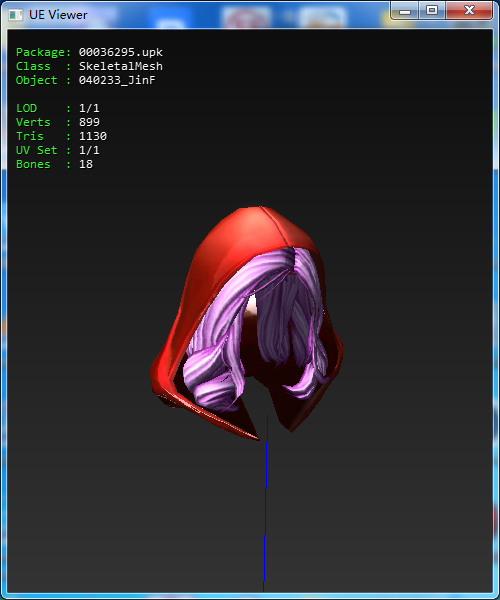 UE Viewer
Package: 00036295.upk
Class : SkeletalMesh
Object : 040233_JinF
LOD : 1/1
Verts : 899
Tris : 1130
UV Set : 1/1
Bones : 18